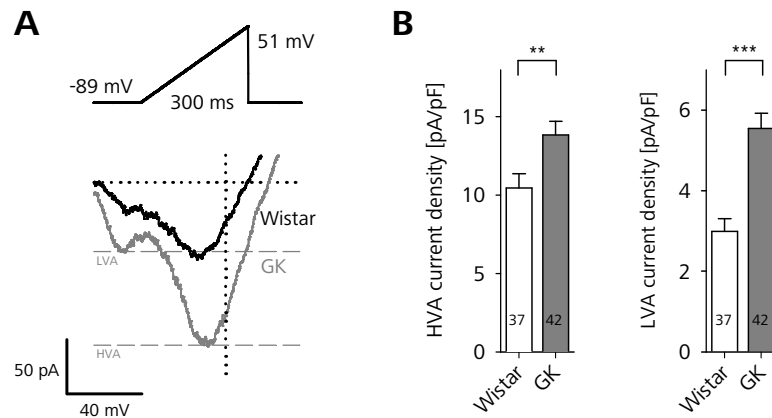 A
51 mV
-89 mV
300 ms
Wistar
LVA
GK
HVA
50 pA
40 mV
B
**
HVA current density [pA/pF]
15
10
5
0
37
42
Wistar
GK
***
LVA current density [pA/pF]
6
4
2
0
37
42
Wistar
GK